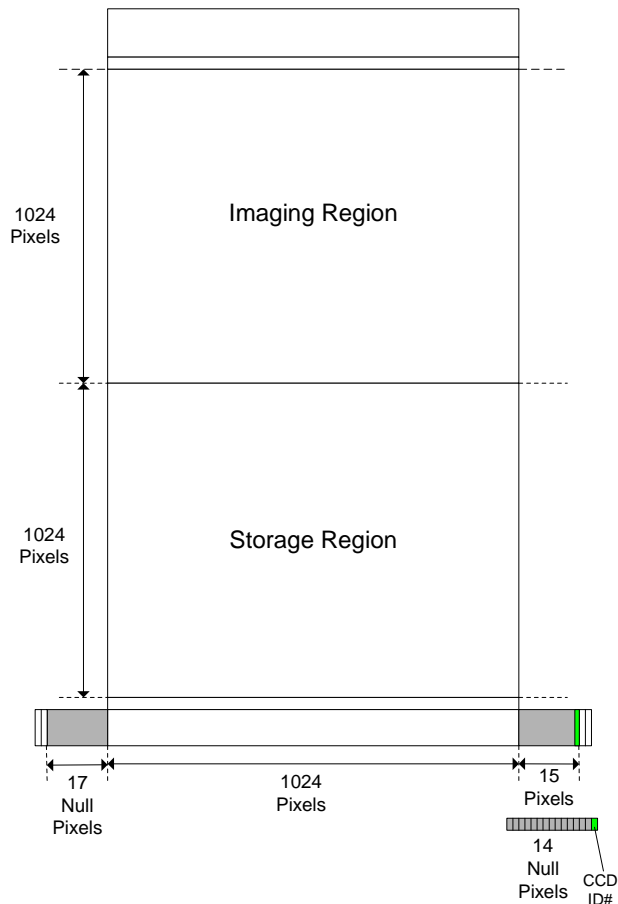 Imaging Region
1024
Pixels
Storage Region
1024
Pixels
17
Null
Pixels
1024
Pixels
15
Pixels
14
Null
Pixels
CCD
ID#